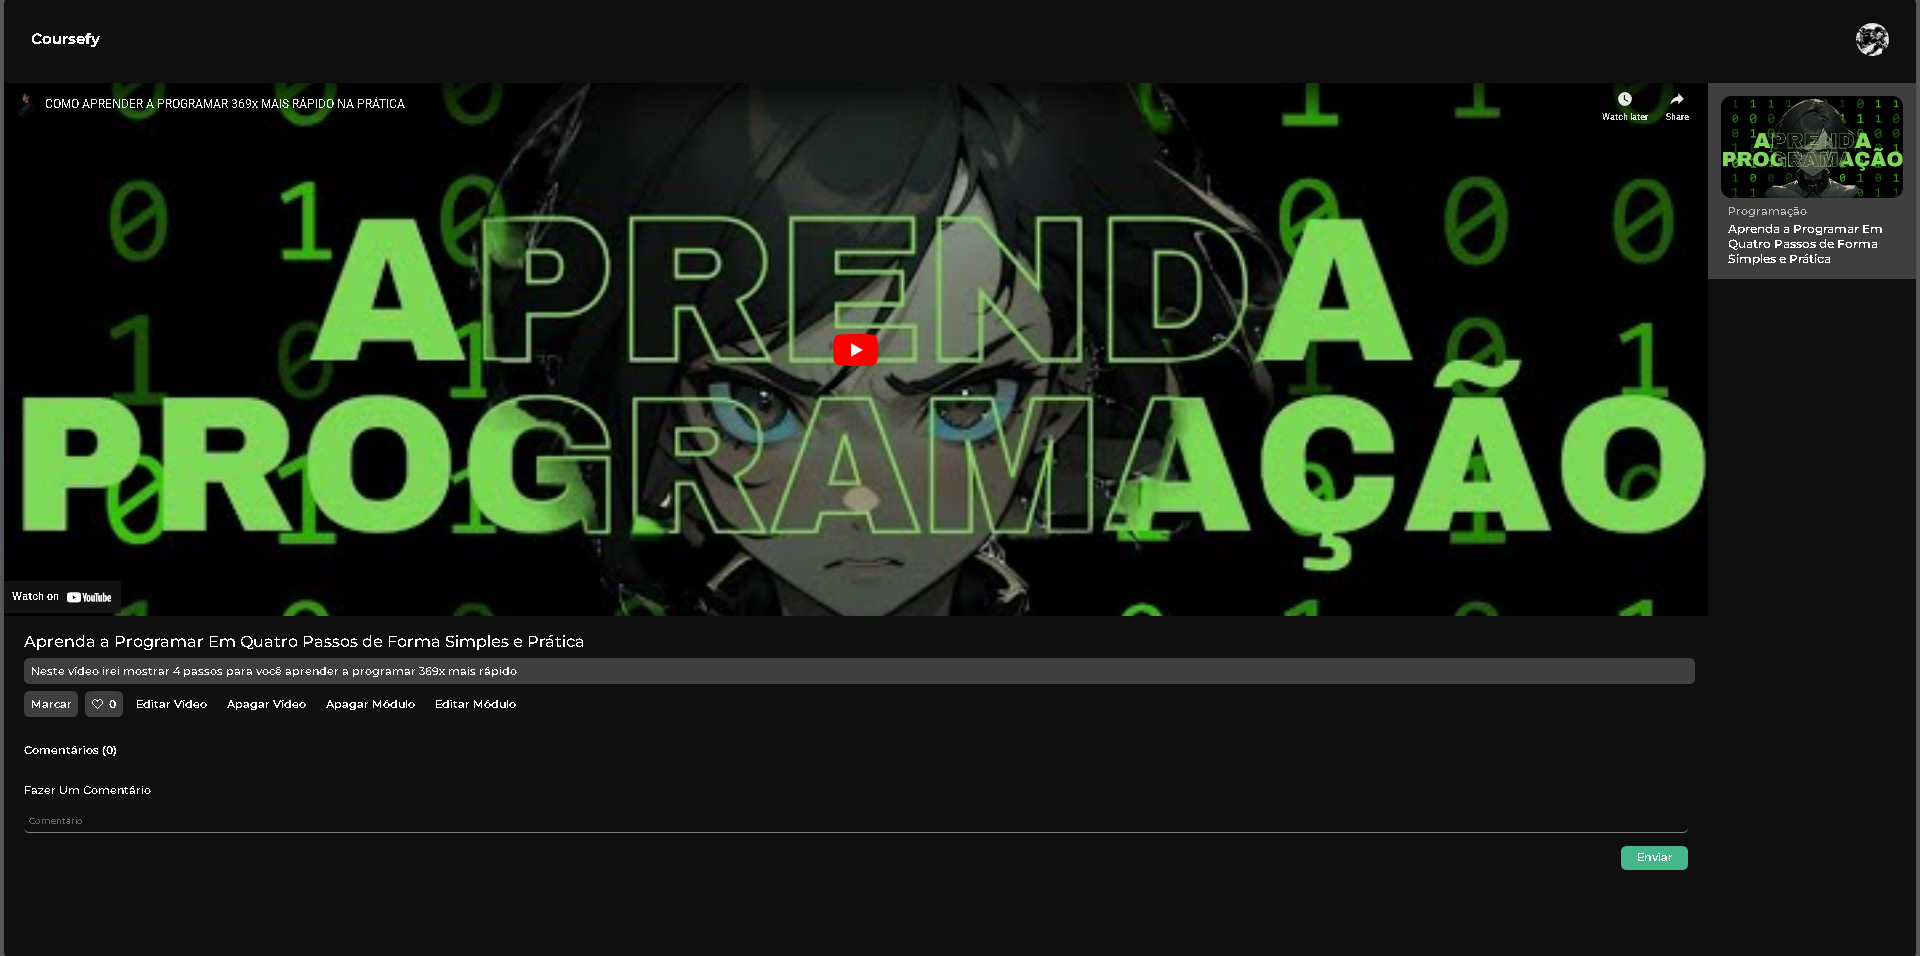 Coursefy
COMO APRENDER A PROGRAMAR 369x MAIS RÁPIDO NA PRÁTICA
Watch later
Share
APRENDA
PROGRAMAÇÃO
Watch on YouTube
APRENDA
PROGRAMAÇÃO
Programação
Aprenda a Programar Em
Quatro Passos de Forma
Simples e Prática
Aprenda a Programar Em Quatro Passos de Forma Simples e Prática
Neste vídeo irei mostrar 4 passos para você aprender a programar 369x mais rápido
Marcar 0 Editar Vídeo Apagar Vídeo Apagar Módulo Editar Módulo
Comentários (0)
Fazer Um Comentário
Comentário
Enviar